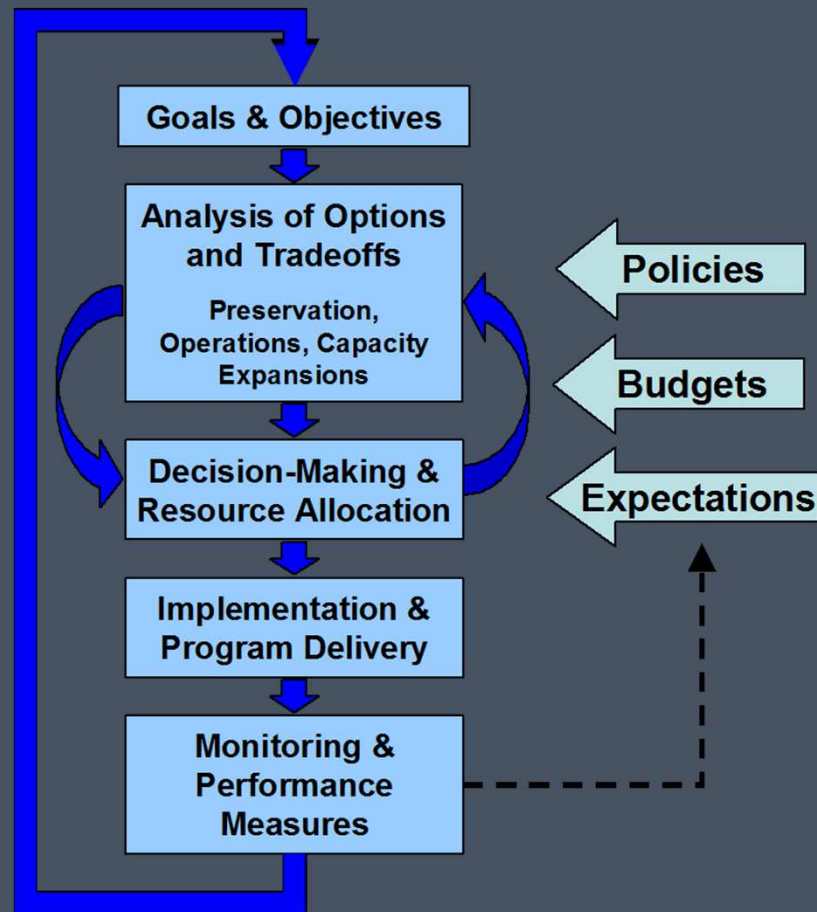 Goals & Objectives
Analysis of Options
and Tradeoffs
Preservation,
Operations, Capacity
Expansions
Policies
Budgets
Decision-Making &
Resource Allocation
Expectations
Implementation &
Program Delivery
Monitoring &
Performance
Measures